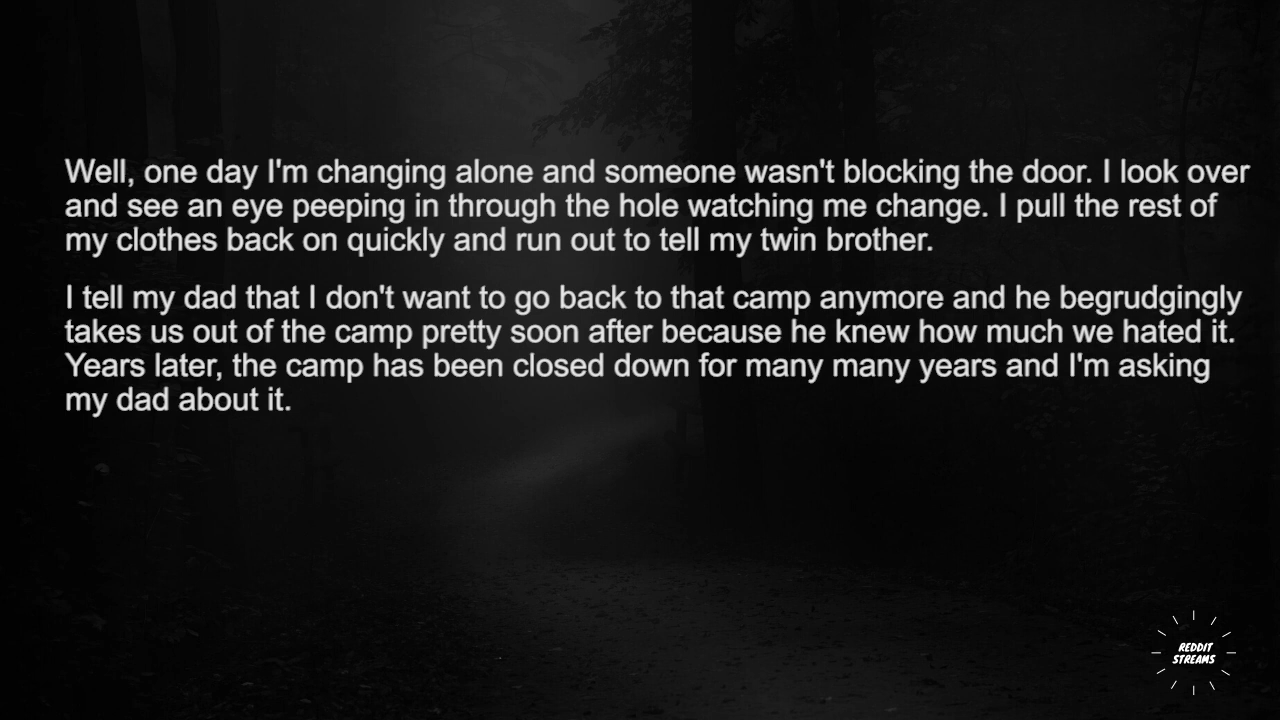 Well, one day I'm changing alone and someone wasn't blocking the door. I look over
and see an eye peeping in through the hole watching me change. I pull the rest of
my clothes back on quickly and run out to tell my twin brother.
I tell my dad that I don't want to go back to that camp anymore and he begrudgingly
takes us out of the camp pretty soon after because he knew how much we hated it.
Years later, the camp has been closed down for many many years and I'm asking
my dad about it.
REDDIT
STREAMS